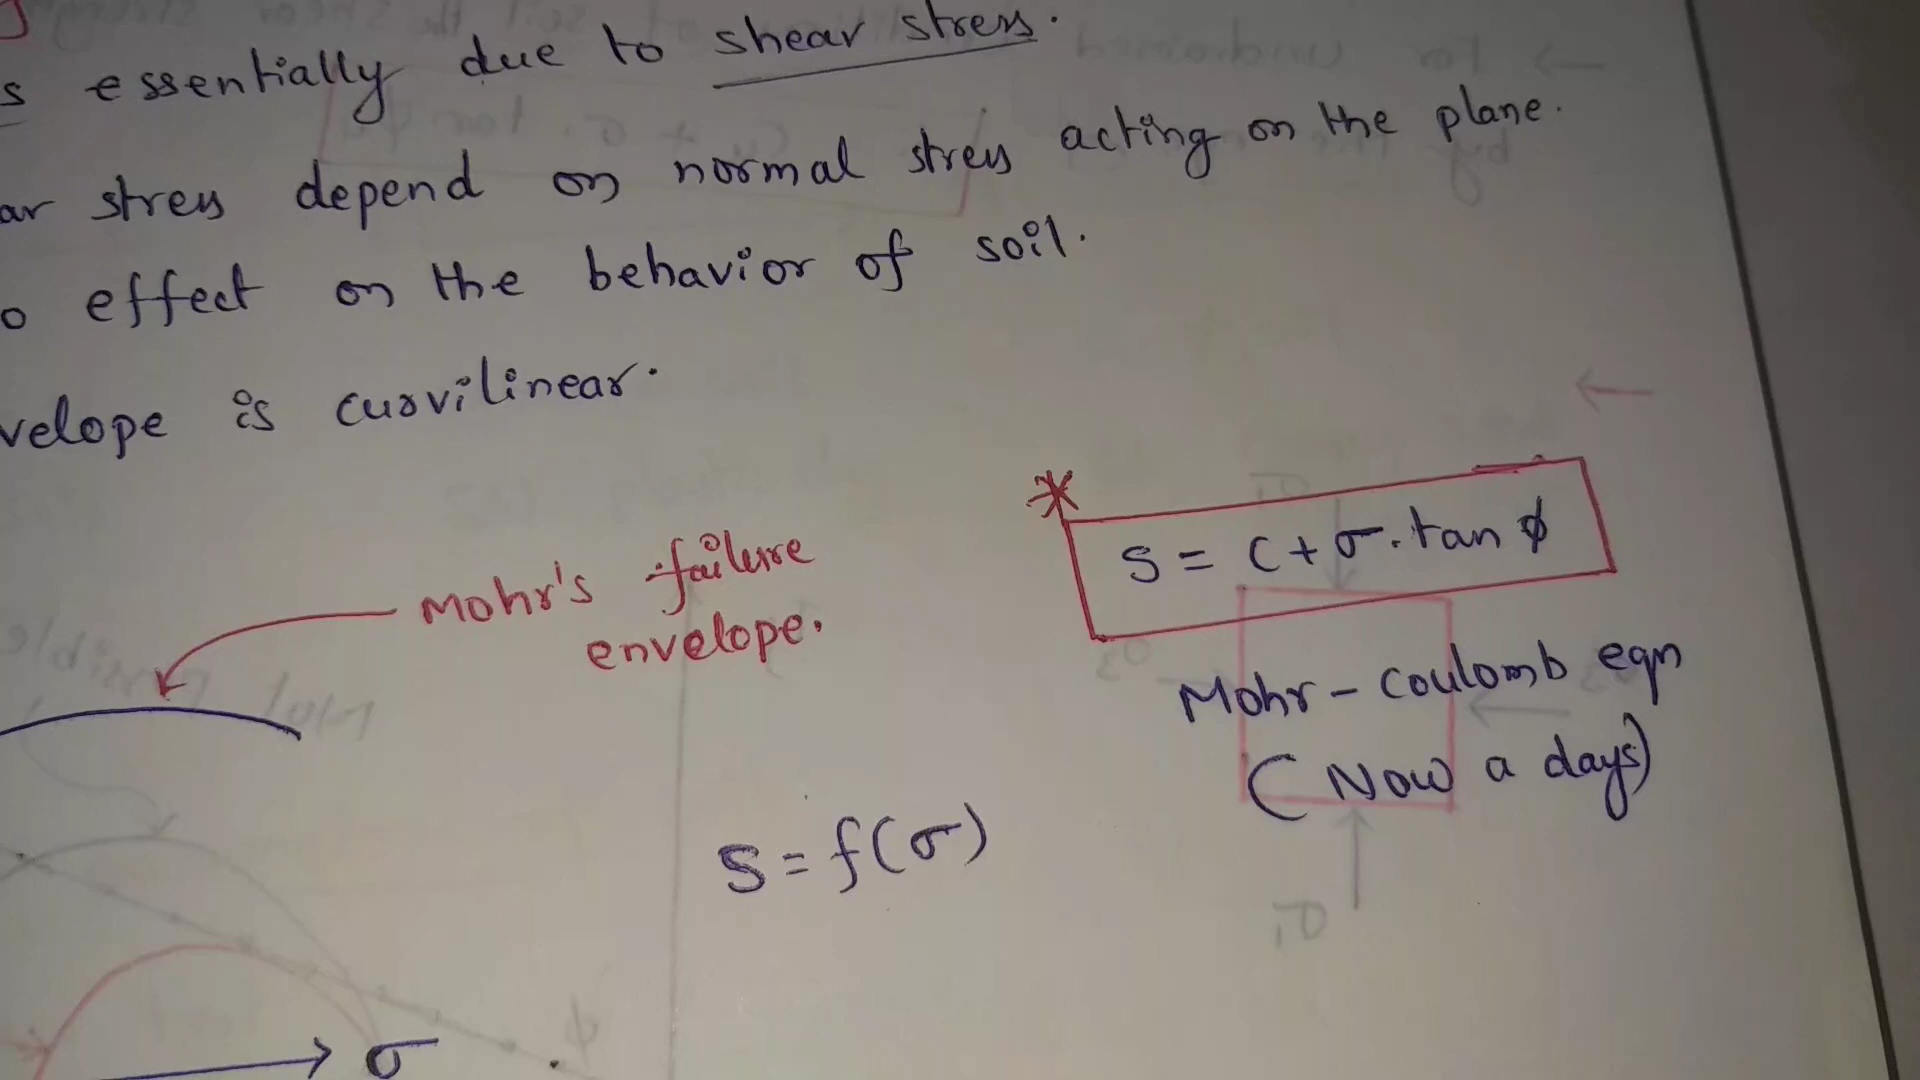 s essentially due to shear stress.
ar stress depend on normal stress acting on the plane.
o effect on the behavior of soil.
velope is curvilinear.
*
S = C + σ . tan ϕ
Mohr's failure
envelope.
Mohr - coulomb eqn
( Now a days)
S = f(σ)
σ